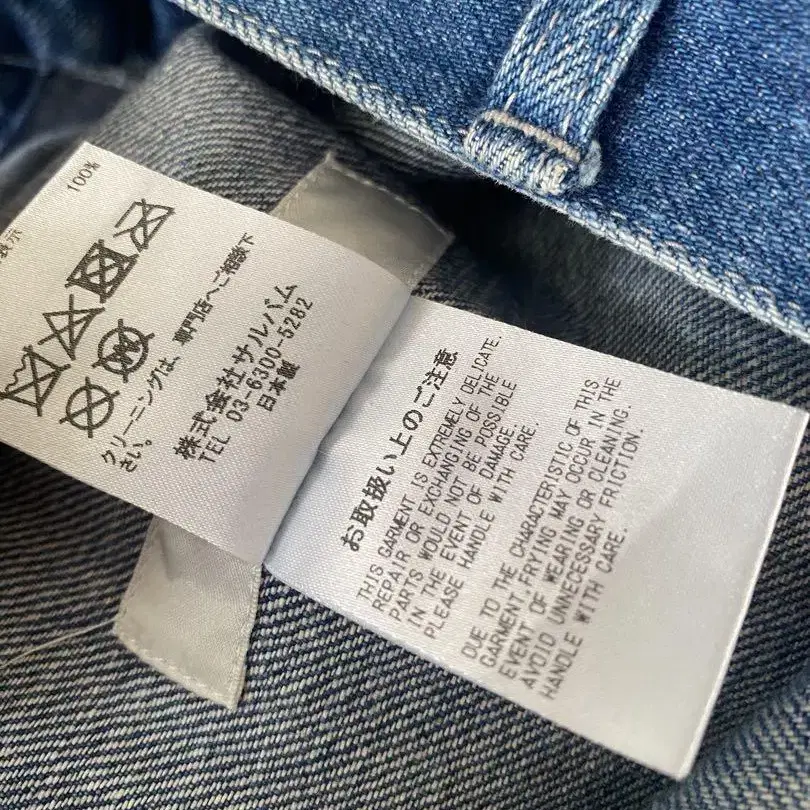 表示
100%
クリーニングは、専門店へご相談下
さい。
株式会社サルバム
TEL 03-6300-5282
日本製
お取扱い上のご注意
THIS GARMENT IS EXTREMELY DELICATE.
REPAIR OR EXCHANGING OF THE
PARTS WOULD NOT BE POSSIBLE
IN THE EVENT OF DAMAGE.
PLEASE HANDLE WITH CARE.
DUE TO THE CHARACTERISTIC OF THIS
GARMENT,FRYING MAY OCCUR IN THE
EVENT OF WEARING OR CLEANING.
AVOID UNNECESSARY FRICTION.
HANDLE WITH CARE.